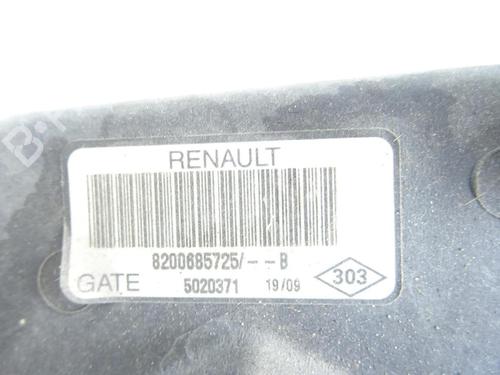 RENAULT
8200685725/- - B
GATE 5020371 19/09 303